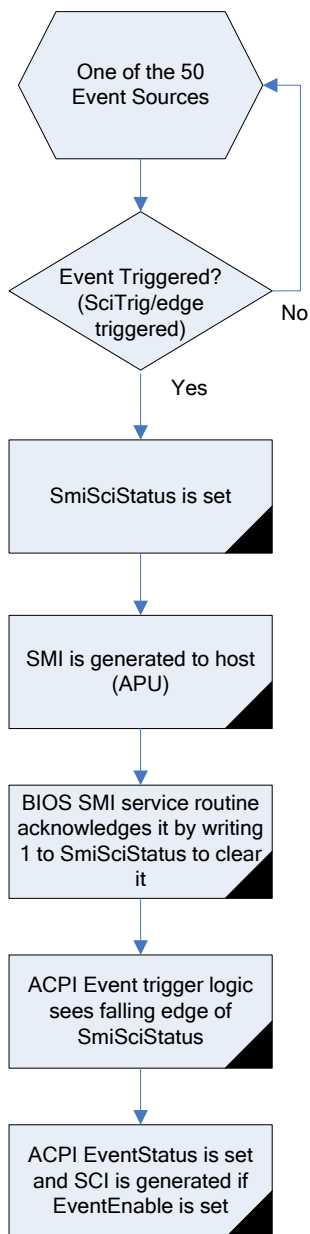 One of the 50
Event Sources
Event Triggered?
(SciTrig/edge
triggered)
No
Yes
SmiSciStatus is set
SMI is generated to host
(APU)
BIOS SMI service routine
acknowledges it by writing
1 to SmiSciStatus to clear
it
ACPI Event trigger logic
sees falling edge of
SmiSciStatus
ACPI EventStatus is set
and SCI is generated if
EventEnable is set